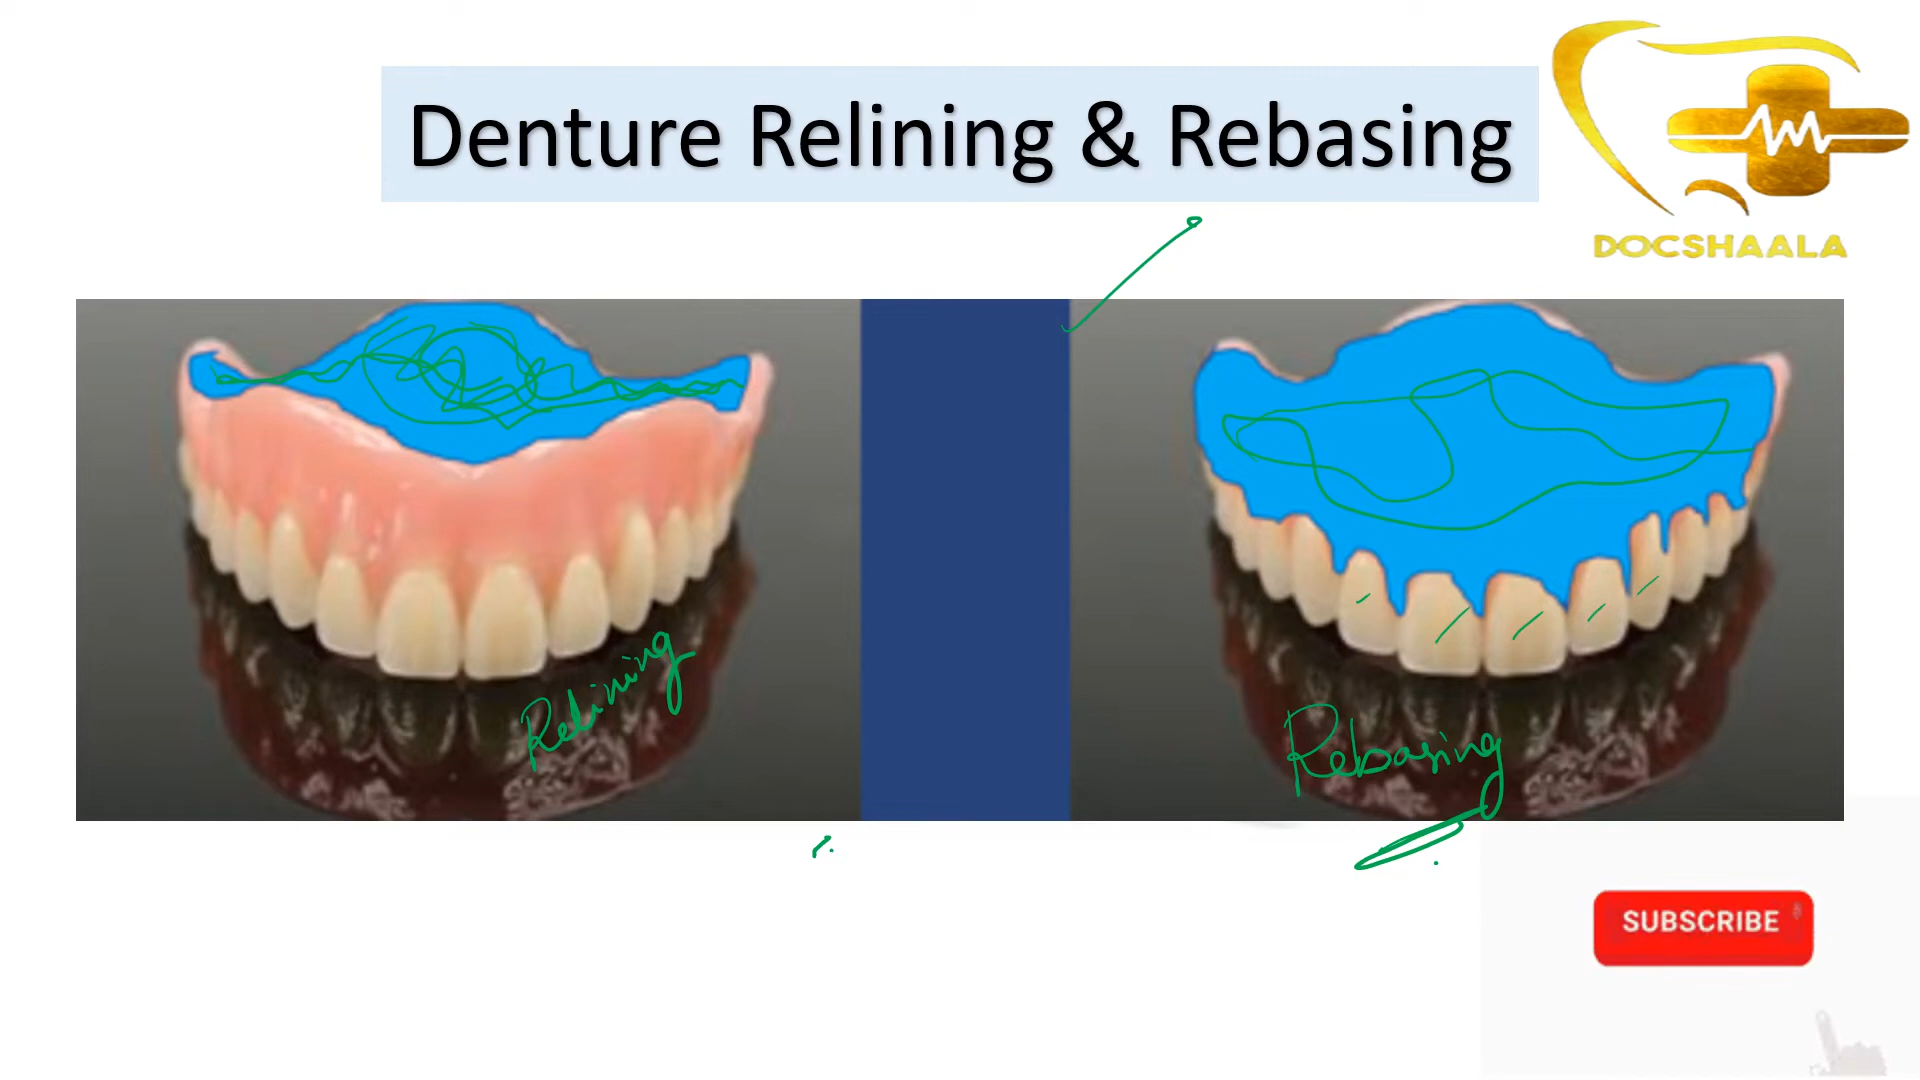 Denture Relining & Rebasing
DOCSHAALA
Relining
Rebasing
SUBSCRIBE